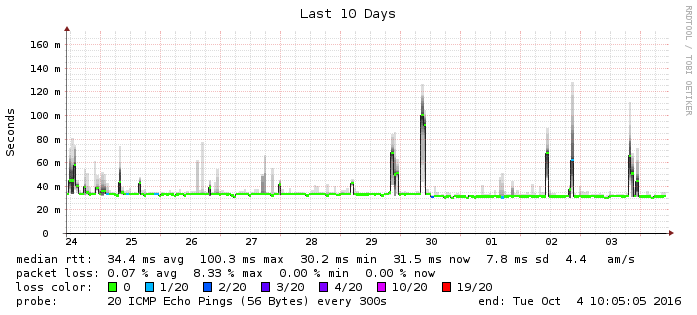 Last 10 Days
RRDTOOL / TOBI OETIKER
Seconds
160 m
140 m
120 m
100 m
80 m
60 m
40 m
20 m
0
24 25 26 27 28 29 30 01 02 03
median rtt: 34.4 ms avg 100.3 ms max 30.2 ms min 31.5 ms now 7.8 ms sd 4.4 am/s
packet loss: 0.07 % avg 8.33 % max 0.00 % min 0.00 % now
loss color: 0 1/20 2/20 3/20 4/20 10/20 19/20
probe: 20 ICMP Echo Pings (56 Bytes) every 300s end: Tue Oct 4 10:05:05 2016